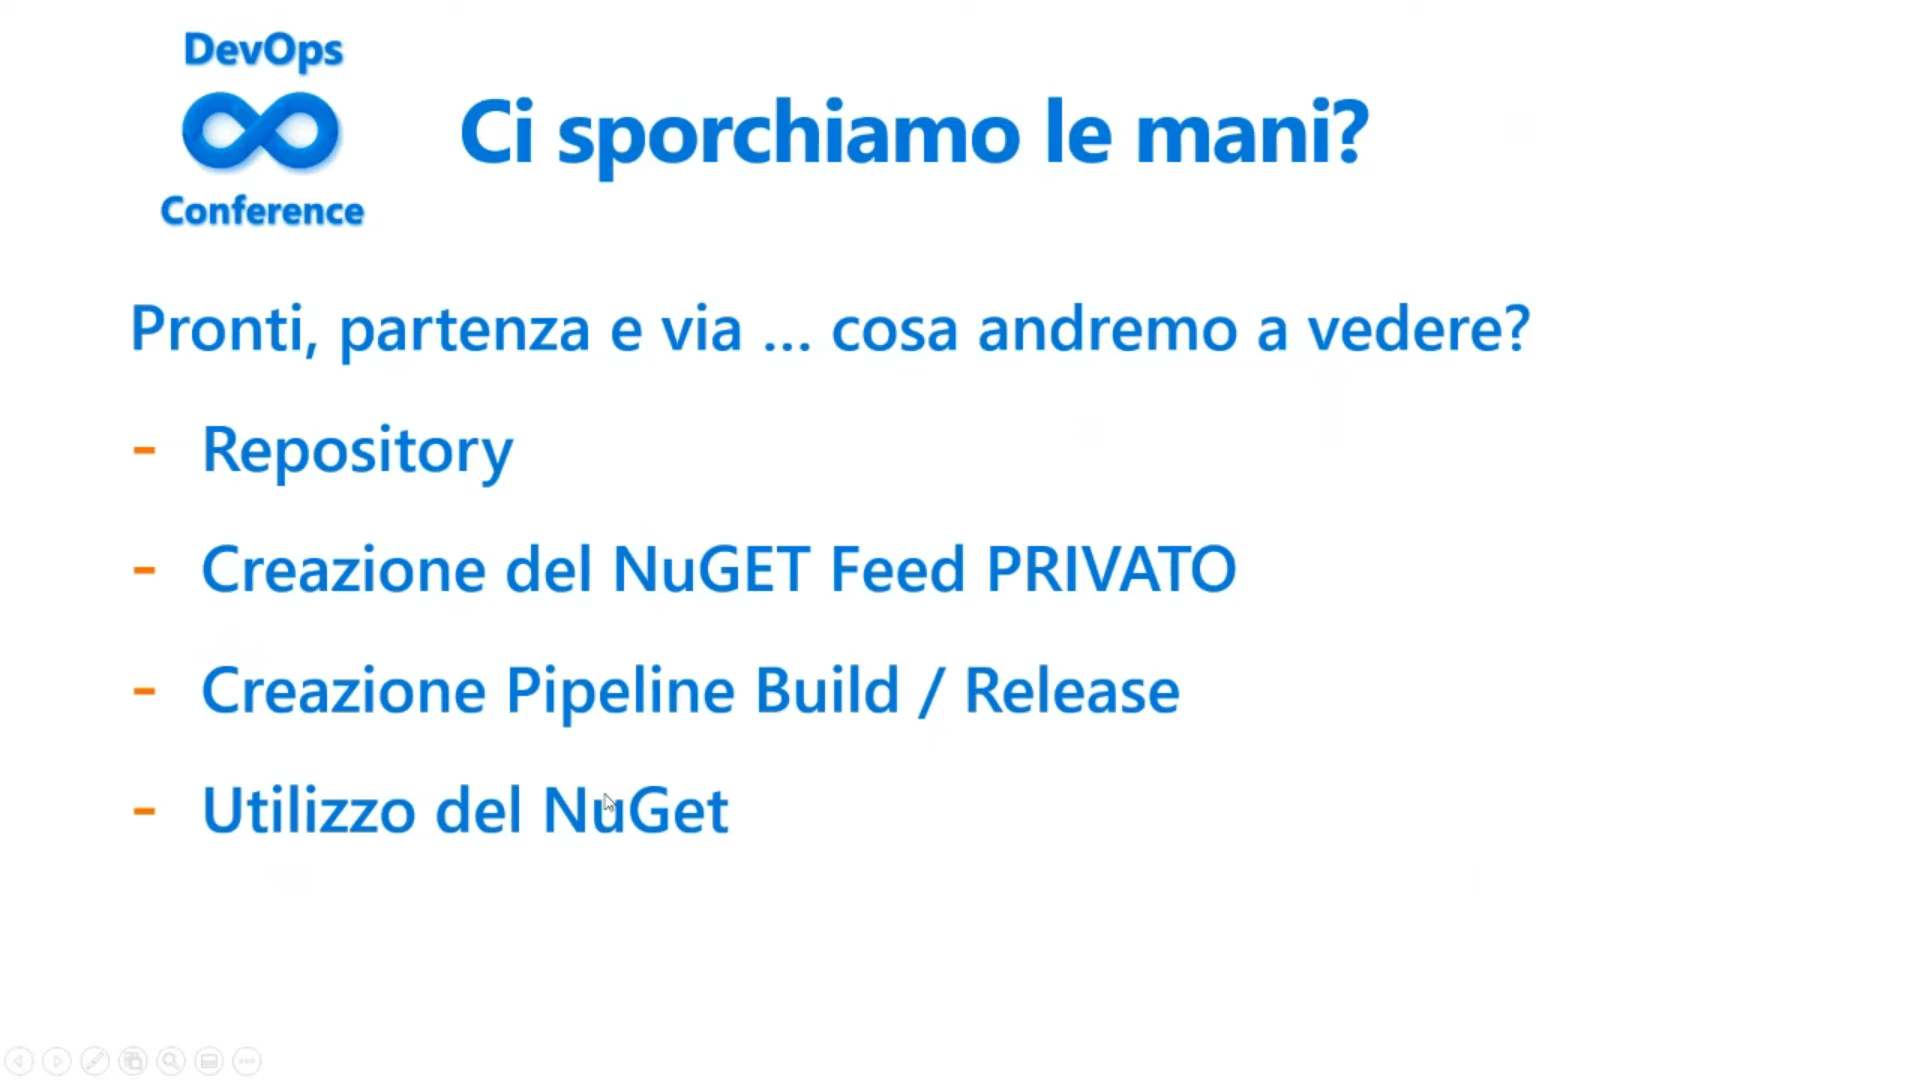 DevOps
Conference
Ci sporchiamo le mani?
Pronti, partenza e via ... cosa andremo a vedere?
- Repository
- Creazione del NuGET Feed PRIVATO
- Creazione Pipeline Build / Release
- Utilizzo del NuGet